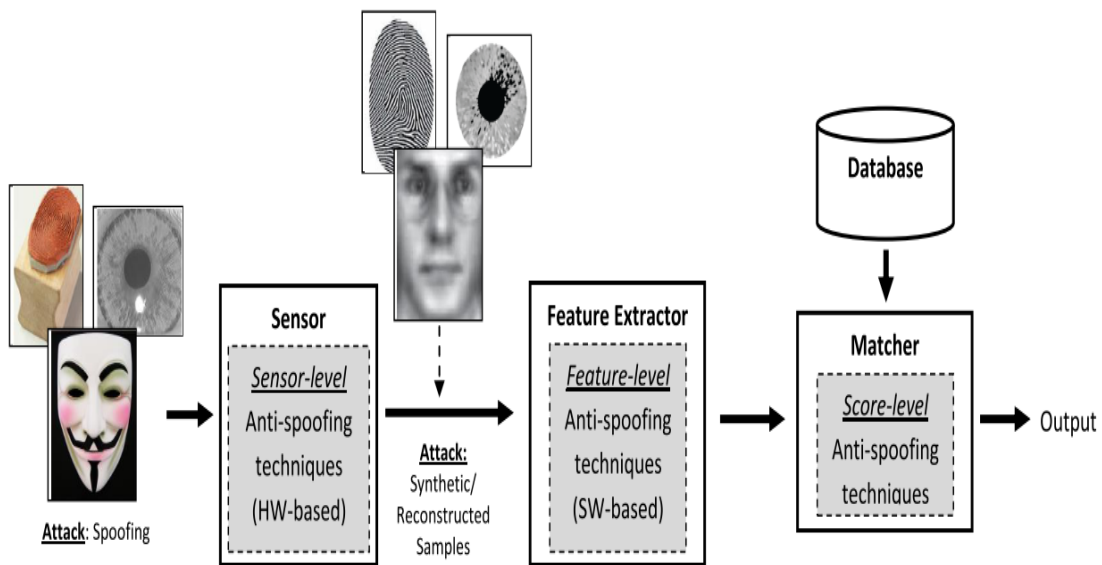 Attack: Spoofing
Sensor
Sensor-level
Anti-spoofing
techniques
(HW-based)
Attack:
Synthetic/
Reconstructed
Samples
Feature Extractor
Feature-level
Anti-spoofing
techniques
(SW-based)
Database
Matcher
Score-level
Anti-spoofing
techniques
Output